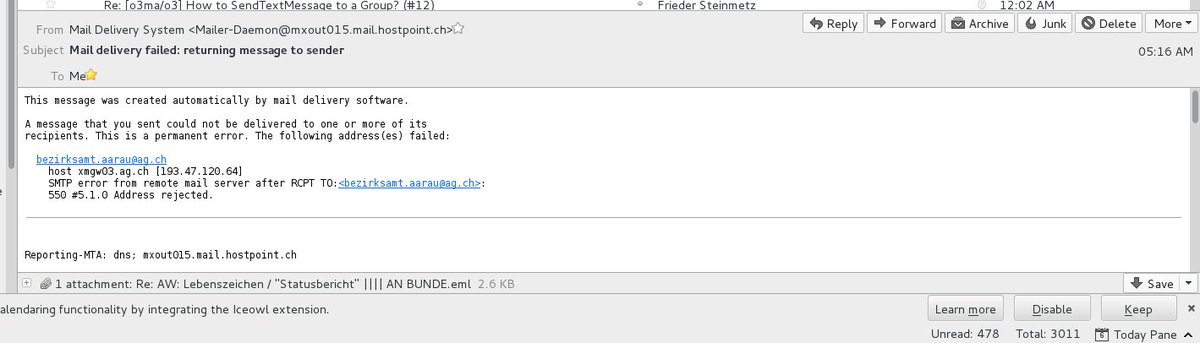 Re: [o3ma/o3] How to SendTextMessage to a Group? (#12) Frieder Steinmetz 12:02 AM
From Mail Delivery System <Mailer-Daemon@mxout015.mail.hostpoint.ch> Reply Forward Archive Junk Delete More
Subject Mail delivery failed: returning message to sender 05:16 AM
To Me
This message was created automatically by mail delivery software.
A message that you sent could not be delivered to one or more of its
recipients. This is a permanent error. The following address(es) failed:
bezirksamt.aarau@ag.ch
host xmgw03.ag.ch [193.47.120.64]
SMTP error from remote mail server after RCPT TO:<bezirksamt.aarau@ag.ch>:
550 #5.1.0 Address rejected.
Reporting-MTA: dns; mxout015.mail.hostpoint.ch
1 attachment: Re: AW: Lebenszeichen / "Statusbericht" |||| AN BUNDE.eml 2.6 KB Save
alendaring functionality by integrating the Iceowl extension. Learn more Disable Keep
Unread: 478 Total: 3011 Today Pane